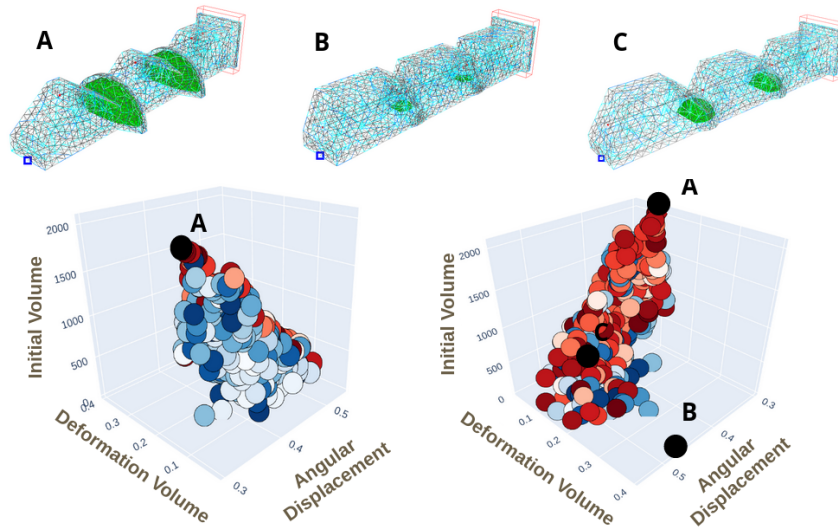 A
B
C
A
2000
1500
1000
500
0
Initial Volume
0.4
0.3
0.2
0.1
Deformation Volume
0.3
0.4
0.5
Angular
Displacement
A
C
B
2000
1500
1000
500
0
Initial Volume
0.1
0.2
0.3
0.4
Deformation Volume
0.5
0.4
0.3
Angular
Displacement